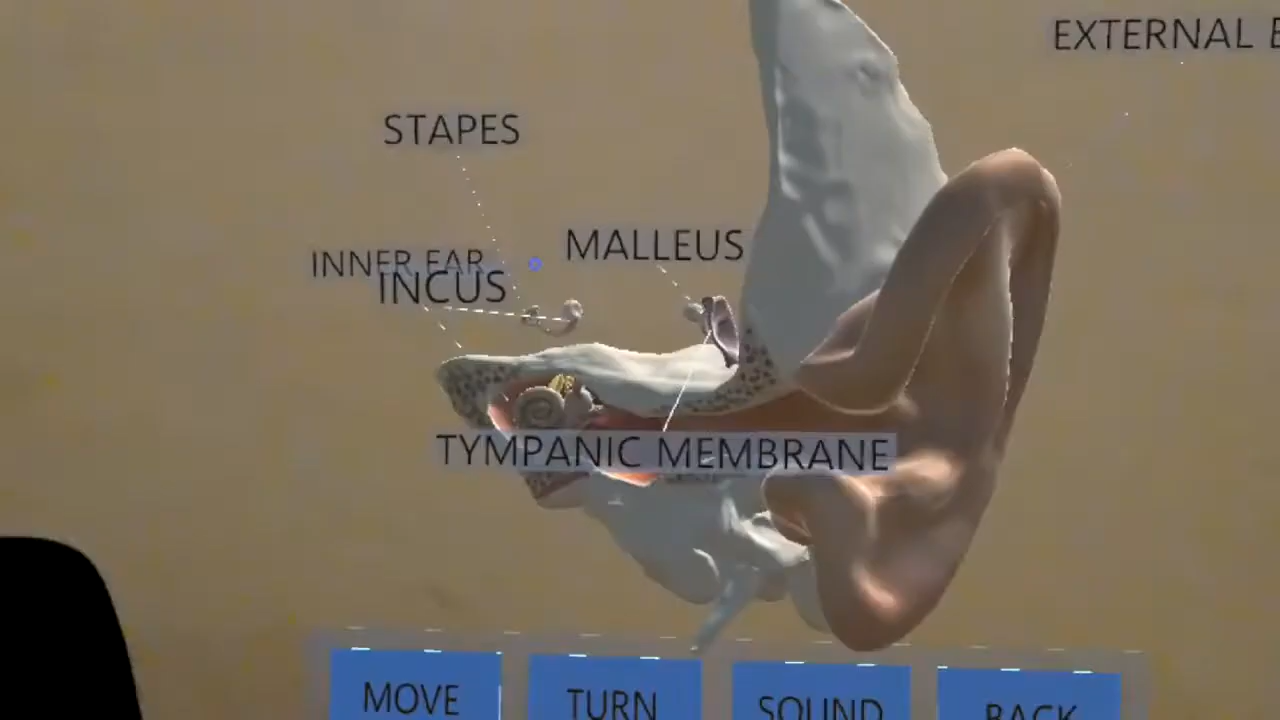 EXTERNAL
STAPES
MALLEUS
INNER EAR
INCUS
TYMPANIC MEMBRANE
MOVE
TURN
SOUND
BACK